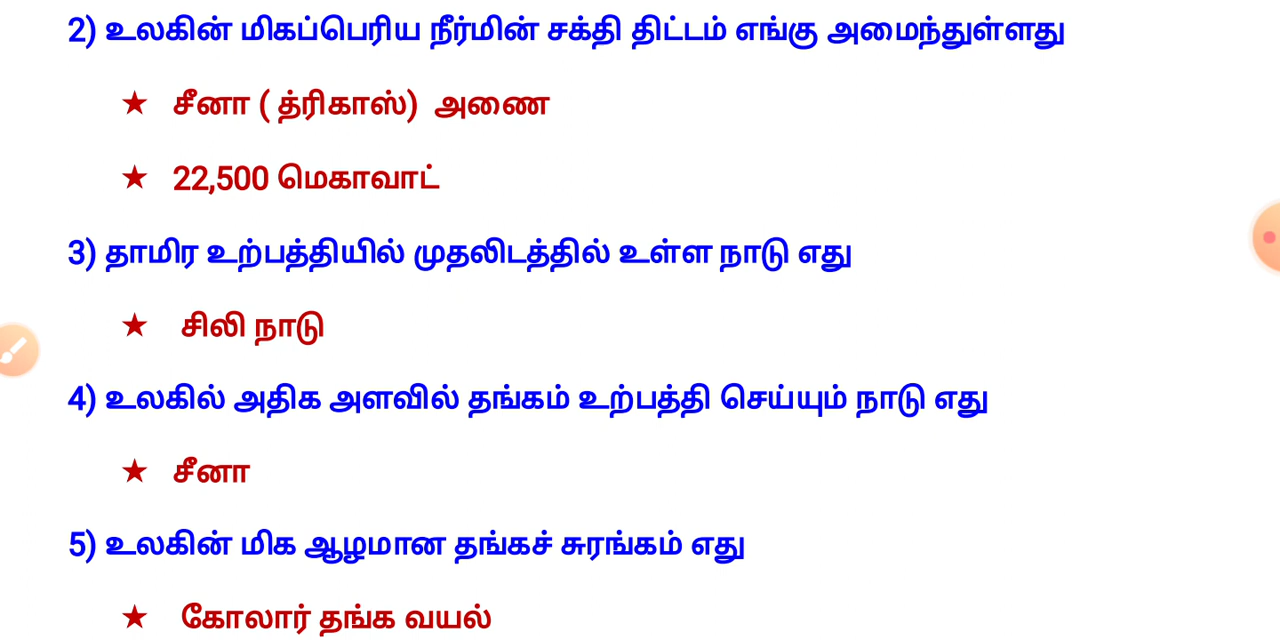 2) உலகின் மிகப்பெரிய நீர்மின் சக்தி திட்டம் எங்கு அமைந்துள்ளது
★ சீனா ( த்ரிகாஸ்) அணை
★ 22,500 மெகாவாட்
3) தாமிர உற்பத்தியில் முதலிடத்தில் உள்ள நாடு எது
★ சிலி நாடு
4) உலகில் அதிக அளவில் தங்கம் உற்பத்தி செய்யும் நாடு எது
★ சீனா
5) உலகின் மிக ஆழமான தங்கச் சுரங்கம் எது
★ கோலார் தங்க வயல்